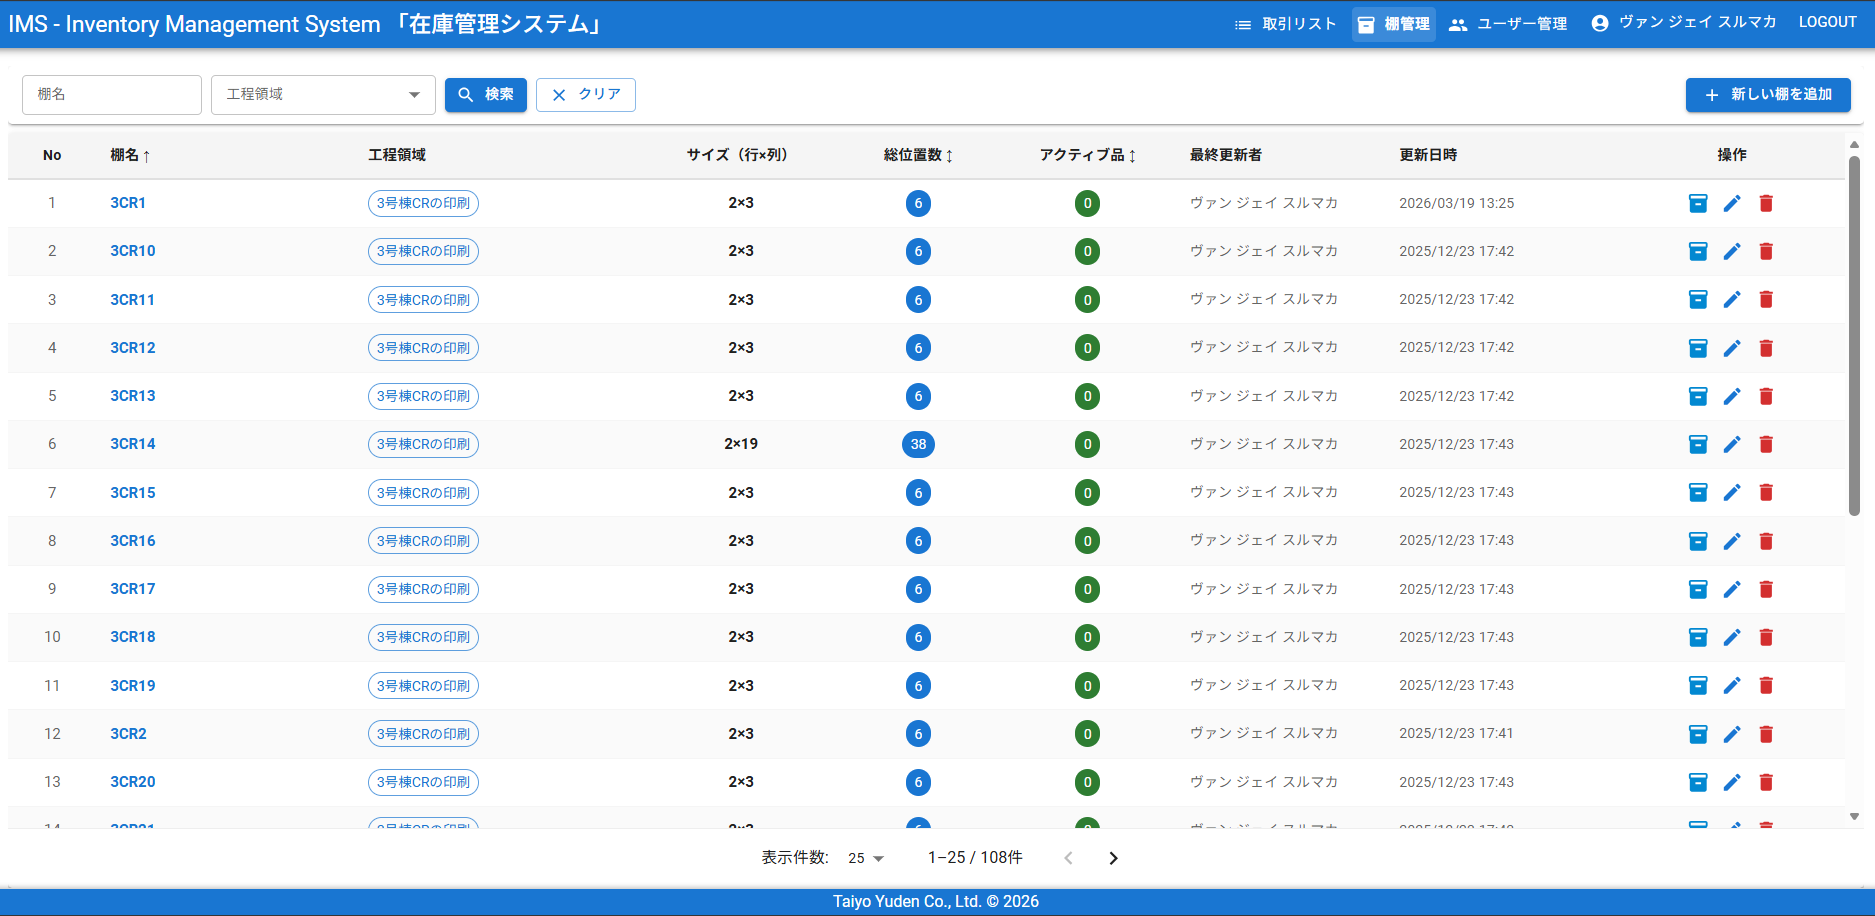 IMS - Inventory Management System 「在庫管理システム」 取引リスト 棚管理 ユーザー管理 ヴァン ジェイ スルマカ LOGOUT
棚名 工程領域 検索 クリア 新しい棚を追加
No 棚名↑ 工程領域 サイズ（行×列） 総位置数↕ アクティブ品↕ 最終更新者 更新日時 操作
1 3CR1 3号棟CRの印刷 2×3 6 0 ヴァン ジェイ スルマカ 2026/03/19 13:25
2 3CR10 3号棟CRの印刷 2×3 6 0 ヴァン ジェイ スルマカ 2025/12/23 17:42
3 3CR11 3号棟CRの印刷 2×3 6 0 ヴァン ジェイ スルマカ 2025/12/23 17:42
4 3CR12 3号棟CRの印刷 2×3 6 0 ヴァン ジェイ スルマカ 2025/12/23 17:42
5 3CR13 3号棟CRの印刷 2×3 6 0 ヴァン ジェイ スルマカ 2025/12/23 17:42
6 3CR14 3号棟CRの印刷 2×19 38 0 ヴァン ジェイ スルマカ 2025/12/23 17:43
7 3CR15 3号棟CRの印刷 2×3 6 0 ヴァン ジェイ スルマカ 2025/12/23 17:43
8 3CR16 3号棟CRの印刷 2×3 6 0 ヴァン ジェイ スルマカ 2025/12/23 17:43
9 3CR17 3号棟CRの印刷 2×3 6 0 ヴァン ジェイ スルマカ 2025/12/23 17:43
10 3CR18 3号棟CRの印刷 2×3 6 0 ヴァン ジェイ スルマカ 2025/12/23 17:43
11 3CR19 3号棟CRの印刷 2×3 6 0 ヴァン ジェイ スルマカ 2025/12/23 17:43
12 3CR2 3号棟CRの印刷 2×3 6 0 ヴァン ジェイ スルマカ 2025/12/23 17:41
13 3CR20 3号棟CRの印刷 2×3 6 0 ヴァン ジェイ スルマカ 2025/12/23 17:43
表示件数: 25 1–25 / 108件
Taiyo Yuden Co., Ltd. © 2026